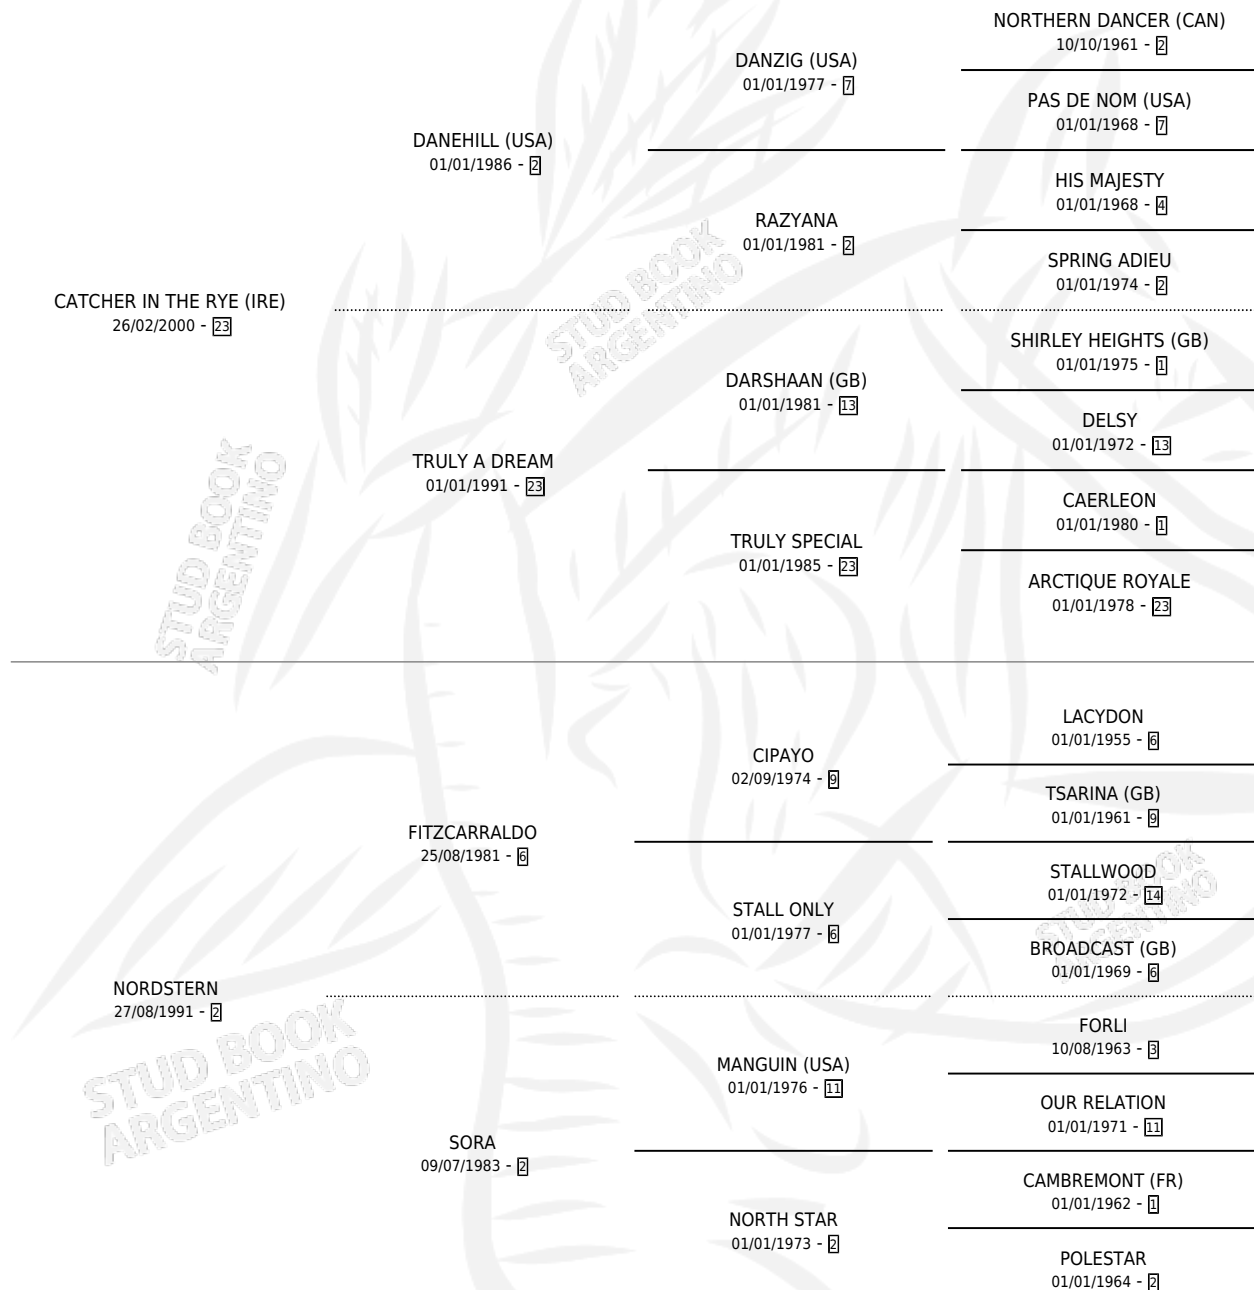 NORTHERN DANCER (CAN)
10/10/1961 - 2
DANZIG (USA)
01/01/1977 - 7
PAS DE NOM (USA)
01/01/1968 - 7
DANEHILL (USA)
01/01/1986 - 2
HIS MAJESTY
01/01/1968 - 4
RAZYANA
01/01/1981 - 2
SPRING ADIEU
01/01/1974 - 2
CATCHER IN THE RYE (IRE)
26/02/2000 - 23
SHIRLEY HEIGHTS (GB)
01/01/1975 - 1
DARSHAAN (GB)
01/01/1981 - 13
DELSY
01/01/1972 - 13
TRULY A DREAM
01/01/1991 - 23
CAERLEON
01/01/1980 - 1
TRULY SPECIAL
01/01/1985 - 23
ARCTIQUE ROYALE
01/01/1978 - 23
LACYDON
01/01/1955 - 6
CIPAYO
02/09/1974 - 9
TSARINA (GB)
01/01/1961 - 9
FITZCARRALDO
25/08/1981 - 6
STALLWOOD
01/01/1972 - 14
STALL ONLY
01/01/1977 - 6
BROADCAST (GB)
01/01/1969 - 6
NORDSTERN
27/08/1991 - 2
FORLI
10/08/1963 - 3
MANGUIN (USA)
01/01/1976 - 11
OUR RELATION
01/01/1971 - 11
SORA
09/07/1983 - 2
CAMBREMONT (FR)
01/01/1962 - 1
NORTH STAR
01/01/1973 - 2
POLESTAR
01/01/1964 - 2
STUD BOOK
ARGENTINO
STUD BOOK
ARGENTINO
STUD BOOK
ARGENTINO
STUD BOOK
ARGENTINO